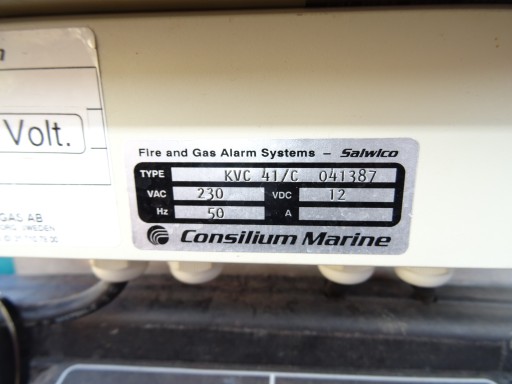 Volt.
GAS AB
Fire and Gas Alarm Systems – Salwico
TYPE KVC 41/C 041387
VAC 230 VDC 12
Hz 50 A
Consilium Marine